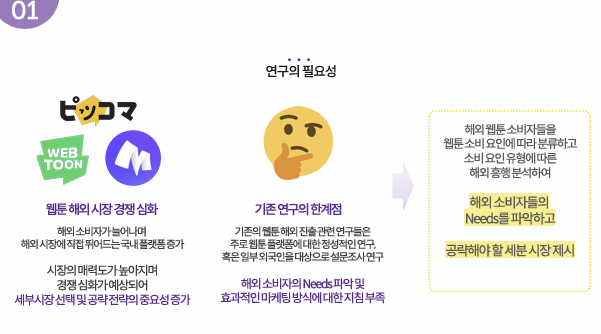 01
연구의 필요성
ピッコマ
WEB
TOON
웹툰 해외 시장 경쟁 심화
해외 소비자가 늘어나며
해외 시장에 직접 뛰어드는 국내 플랫폼 증가
시장의 매력도가 높아지며
경쟁 심화가 예상되어
세부시장 선택 및 공략 전략의 중요성 증가
기존 연구의 한계점
기존의 웹툰 해외 진출 관련 연구들은
주로 웹툰 플랫폼에 대한 정성적인 연구,
혹은 일부 외국인을 대상으로 설문조사 연구
해외 소비자의 Needs 파악 및
효과적인 마케팅 방식에 대한 지침 부족
해외 웹툰 소비자들을
웹툰 소비 요인에 따라 분류하고
소비 요인 유형에 따른
해외 흥행 분석하여
해외 소비자들의
Needs를 파악하고
공략해야 할 세분 시장 제시